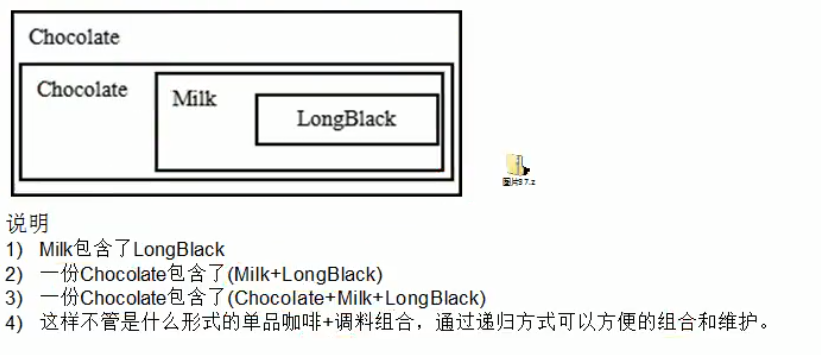 Chocolate
Chocolate
Milk
LongBlack
说明
1) Milk包含了LongBlack
2) 一份Chocolate包含了(Milk+LongBlack)
3) 一份Chocolate包含了(Chocolate+Milk+LongBlack)
4) 这样不管是什么形式的单品咖啡+调料组合，通过递归方式可以方便的组合和维护。